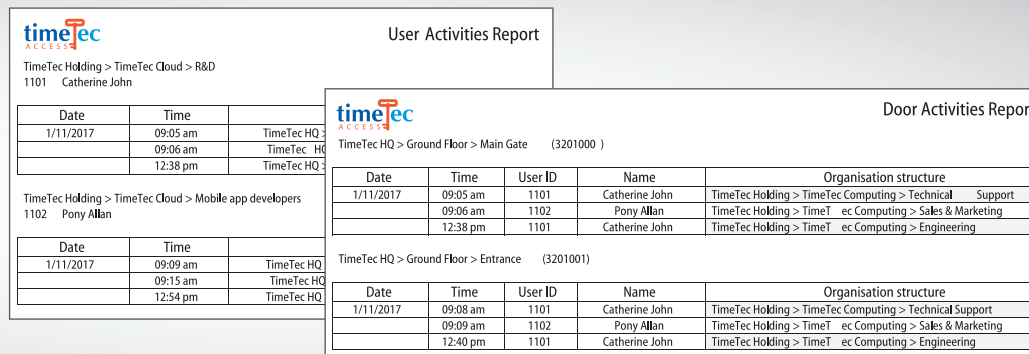 timeTec
ACCESS
User Activities Report
TimeTec Holding > TimeTec Cloud > R&D
1101 Catherine John
Date Time
1/11/2017 09:05 am TimeTec HQ >
09:06 am TimeTec HQ
12:38 pm TimeTec HQ >
TimeTec Holding > TimeTec Cloud > Mobile app developers
1102 Pony Allan
Date Time
1/11/2017 09:09 am TimeTec HQ
09:15 am TimeTec HQ
12:54 pm TimeTec HQ
timeTec
ACCESS
Door Activities Repor
TimeTec HQ > Ground Floor > Main Gate (3201000 )
Date Time User ID Name Organisation structure
1/11/2017 09:05 am 1101 Catherine John TimeTec Holding > TimeTec Computing > Technical Support
09:06 am 1102 Pony Allan TimeTec Holding > TimeT ec Computing > Sales & Marketing
12:38 pm 1101 Catherine John TimeTec Holding > TimeT ec Computing > Engineering
TimeTec HQ > Ground Floor > Entrance (3201001)
Date Time User ID Name Organisation structure
1/11/2017 09:08 am 1101 Catherine John TimeTec Holding > TimeTec Computing > Technical Support
09:09 am 1102 Pony Allan TimeTec Holding > TimeT ec Computing > Sales & Marketing
12:40 pm 1101 Catherine John TimeTec Holding > TimeT ec Computing > Engineering